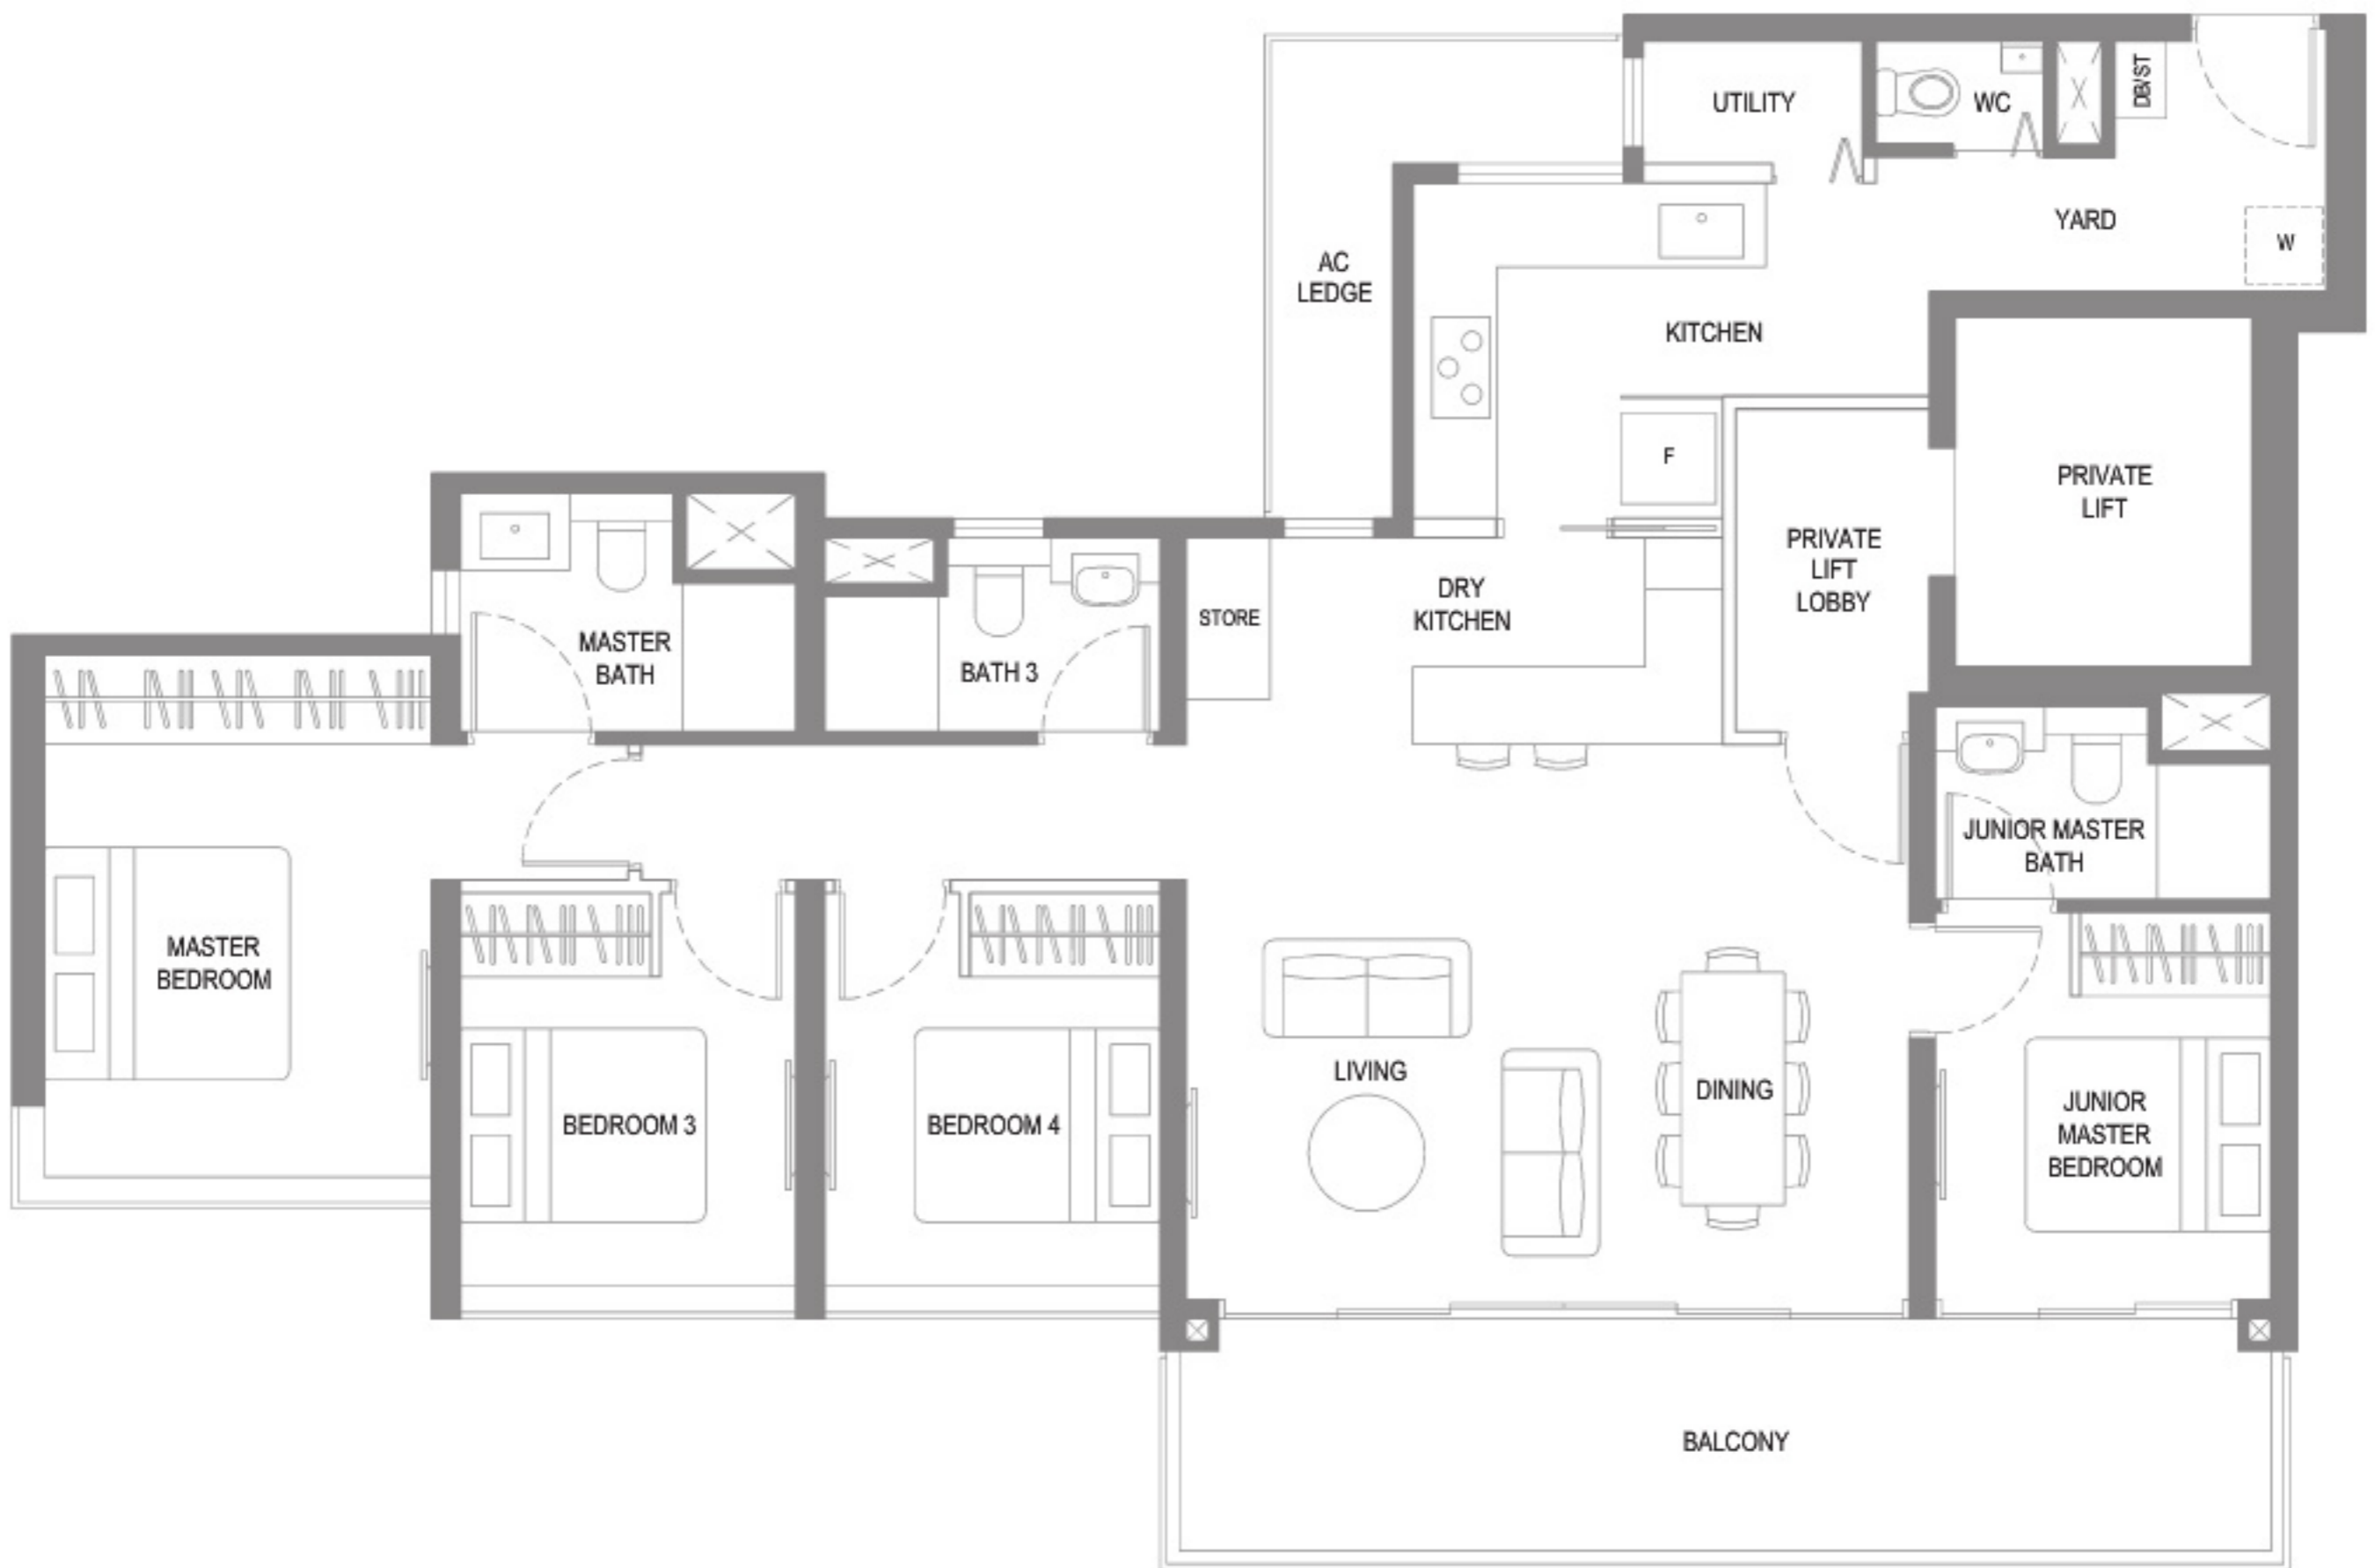 UTILITY
WC
DB/ST
YARD
W
AC
LEDGE
KITCHEN
F
PRIVATE
LIFT
PRIVATE
LIFT
LOBBY
DRY
KITCHEN
STORE
MASTER
BATH
BATH 3
JUNIOR MASTER
BATH
MASTER
BEDROOM
BEDROOM 3
BEDROOM 4
LIVING
DINING
JUNIOR
MASTER
BEDROOM
BALCONY